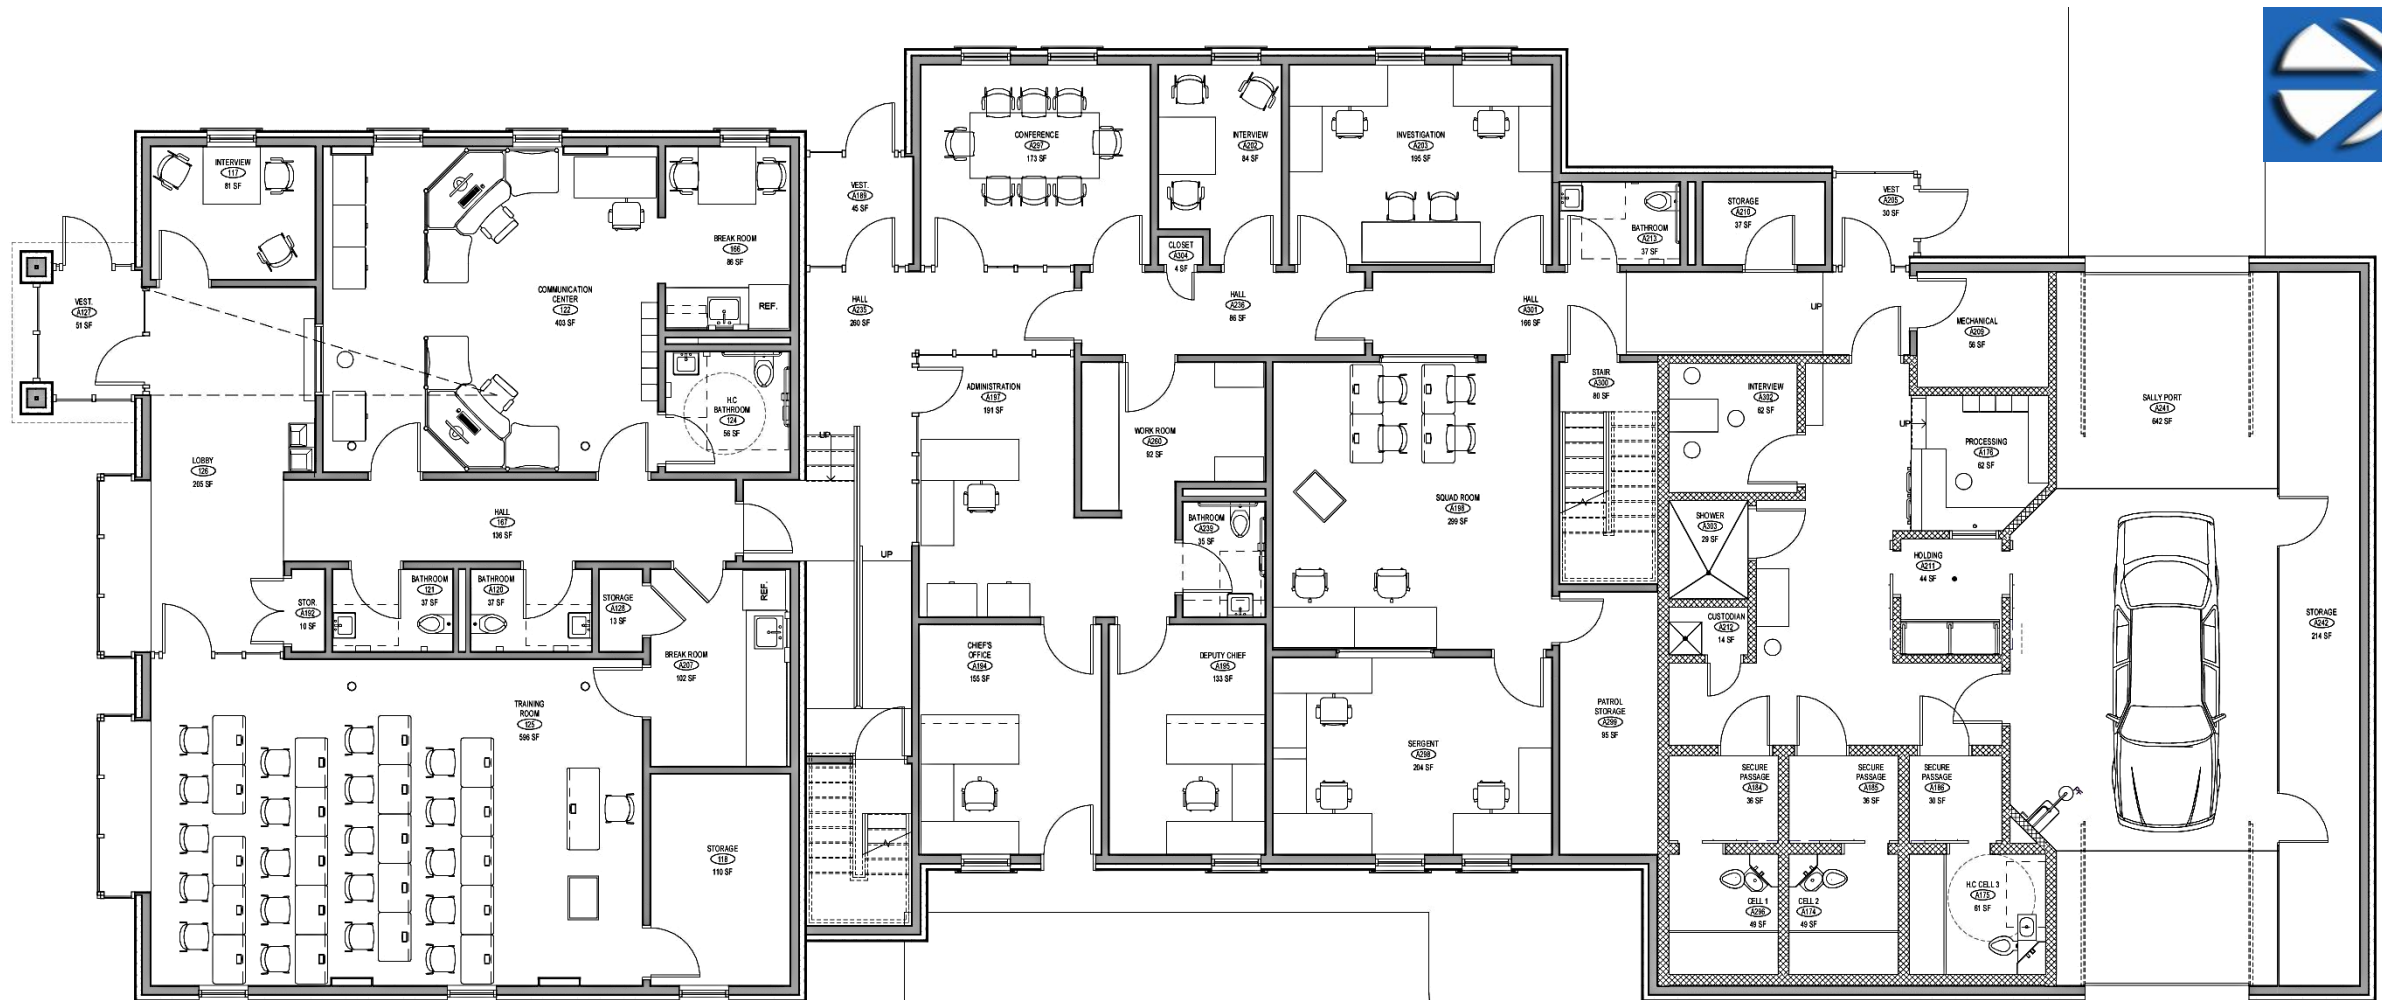 INTERVIEW
117
81 SF
VEST.
A127
51 SF
COMMUNICATION
CENTER
122
403 SF
BREAK ROOM
166
86 SF
REF.
H.C
BATHROOM
124
56 SF
LOBBY
126
205 SF
HALL
167
136 SF
STOR.
A192
10 SF
BATHROOM
121
37 SF
BATHROOM
A120
37 SF
STORAGE
A128
13 SF
REF.
BREAK ROOM
A207
102 SF
TRAINING
ROOM
125
596 SF
STORAGE
118
110 SF
VEST.
A189
45 SF
HALL
A235
260 SF
UP
UP
CONFERENCE
A297
173 SF
INTERVIEW
A202
84 SF
CLOSET
A304
4 SF
INVESTIGATION
A203
195 SF
HALL
A236
86 SF
HALL
A301
166 SF
BATHROOM
A213
37 SF
STORAGE
A210
37 SF
VEST
A205
30 SF
UP
ADMINISTRATION
A197
191 SF
WORK ROOM
A260
92 SF
BATHROOM
A239
35 SF
SQUAD ROOM
A198
299 SF
STAIR
A300
80 SF
CHIEF'S
OFFICE
A194
155 SF
DEPUTY CHIEF
A195
133 SF
SERGENT
A298
204 SF
PATROL
STORAGE
A299
95 SF
INTERVIEW
A302
62 SF
SHOWER
A303
29 SF
CUSTODIAN
A212
14 SF
MECHANICAL
A209
56 SF
UP
PROCESSING
A176
62 SF
HOLDING
A211
44 SF
SALLY PORT
A241
642 SF
STORAGE
A242
214 SF
SECURE
PASSAGE
A184
36 SF
SECURE
PASSAGE
A185
36 SF
SECURE
PASSAGE
A186
30 SF
CELL 1
A296
49 SF
CELL 2
A174
49 SF
H.C CELL 3
A175
61 SF